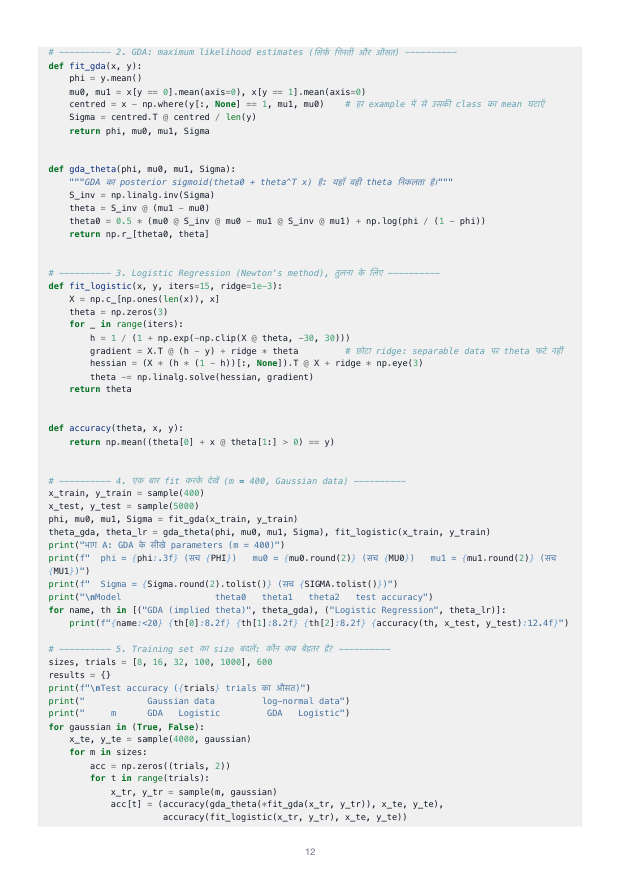 # ---------- 2. GDA: maximum likelihood estimates (सिर्फ़ गिनती और औसत) ----------
def fit_gda(x, y):
    phi = y.mean()
    mu0, mu1 = x[y == 0].mean(axis=0), x[y == 1].mean(axis=0)
    centred = x - np.where(y[:, None] == 1, mu1, mu0)    # हर example में से उसकी class का mean घटाएँ
    Sigma = centred.T @ centred / len(y)
    return phi, mu0, mu1, Sigma
def gda_theta(phi, mu0, mu1, Sigma):
    """GDA का posterior sigmoid(theta0 + theta^T x) है: यहाँ वही theta निकलता है।"""
    S_inv = np.linalg.inv(Sigma)
    theta = S_inv @ (mu1 - mu0)
    theta0 = 0.5 * (mu0 @ S_inv @ mu0 - mu1 @ S_inv @ mu1) + np.log(phi / (1 - phi))
    return np.r_[theta0, theta]
# ---------- 3. Logistic Regression (Newton's method), तुलना के लिए ----------
def fit_logistic(x, y, iters=15, ridge=1e-3):
    X = np.c_[np.ones(len(x)), x]
    theta = np.zeros(3)
    for _ in range(iters):
        h = 1 / (1 + np.exp(-np.clip(X @ theta, -30, 30)))
        gradient = X.T @ (h - y) + ridge * theta         # छोटा ridge: separable data पर theta फटे नहीं
        hessian = (X * (h * (1 - h))[:, None]).T @ X + ridge * np.eye(3)
        theta -= np.linalg.solve(hessian, gradient)
    return theta
def accuracy(theta, x, y):
    return np.mean((theta[0] + x @ theta[1:] > 0) == y)
# ---------- 4. एक बार fit करके देखें (m = 400, Gaussian data) ----------
x_train, y_train = sample(400)
x_test, y_test = sample(5000)
phi, mu0, mu1, Sigma = fit_gda(x_train, y_train)
theta_gda, theta_lr = gda_theta(phi, mu0, mu1, Sigma), fit_logistic(x_train, y_train)
print("भाग A: GDA के सीखे parameters (m = 400)")
print(f"  phi = {phi:.3f} (सच {PHI})   mu0 = {mu0.round(2)} (सच {MU0})   mu1 = {mu1.round(2)} (सच
{MU1})")
print(f"  Sigma = {Sigma.round(2).tolist()} (सच {SIGMA.tolist()})")
print("\nModel                  theta0   theta1   theta2   test accuracy")
for name, th in [("GDA (implied theta)", theta_gda), ("Logistic Regression", theta_lr)]:
    print(f"{name:<20} {th[0]:8.2f} {th[1]:8.2f} {th[2]:8.2f} {accuracy(th, x_test, y_test):12.4f}")
# ---------- 5. Training set का size बदलें: कौन कब बेहतर है? ----------
sizes, trials = [8, 16, 32, 100, 1000], 600
results = {}
print(f"\nTest accuracy ({trials} trials का औसत)")
print("            Gaussian data         log-normal data")
print("     m      GDA   Logistic         GDA   Logistic")
for gaussian in (True, False):
    x_te, y_te = sample(4000, gaussian)
    for m in sizes:
        acc = np.zeros((trials, 2))
        for t in range(trials):
            x_tr, y_tr = sample(m, gaussian)
            acc[t] = (accuracy(gda_theta(*fit_gda(x_tr, y_tr)), x_te, y_te),
                      accuracy(fit_logistic(x_tr, y_tr), x_te, y_te))
12